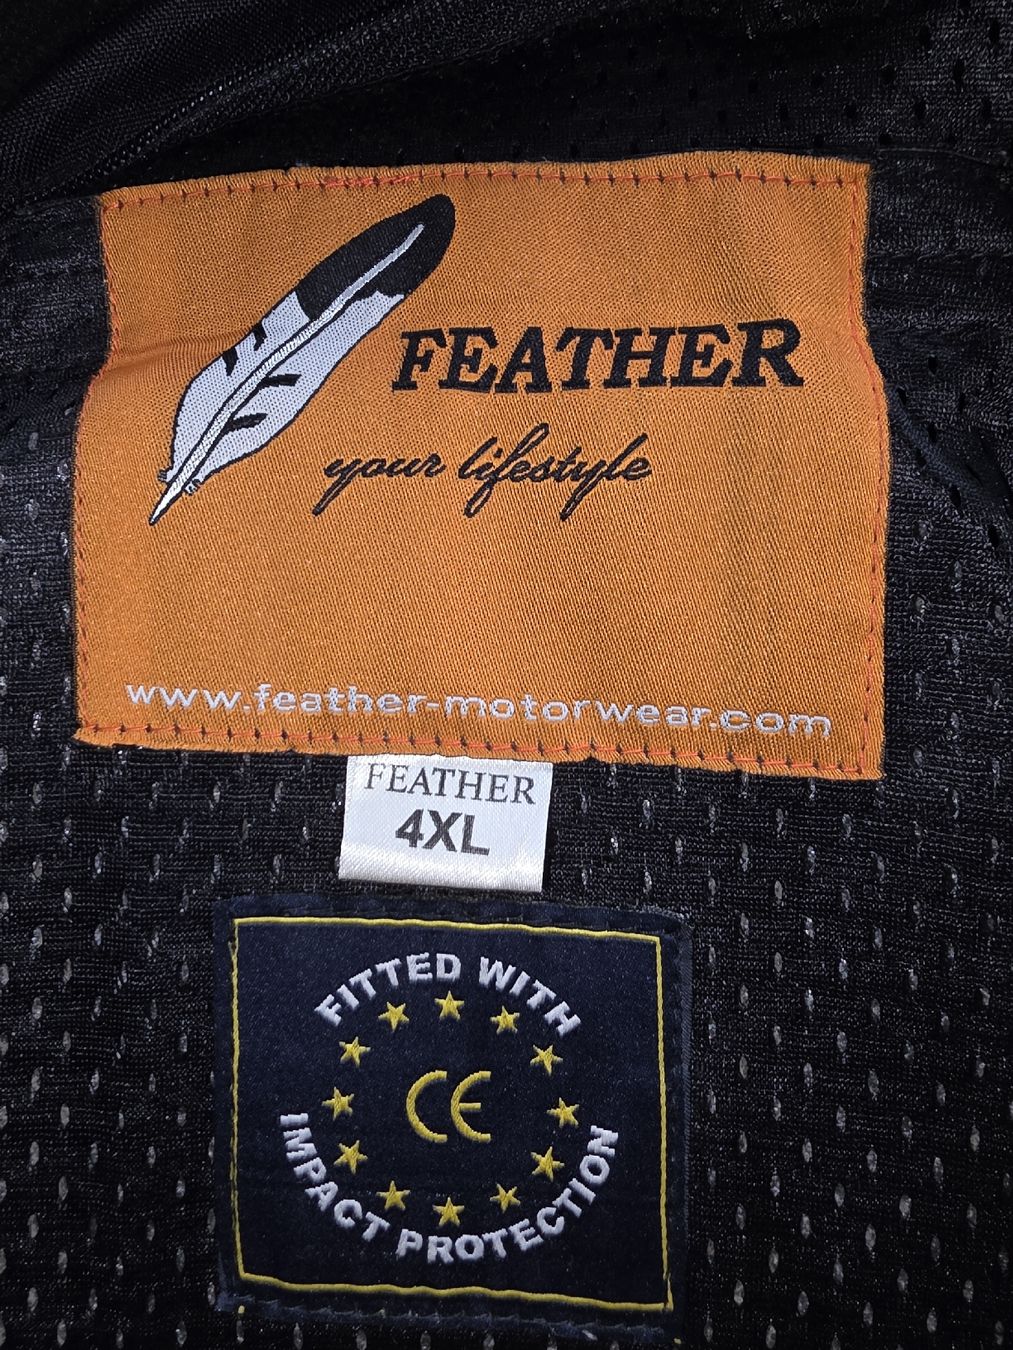 FEATHER
your lifestyle
www.feather-motorwear.com
FEATHER
4XL
FITTED WITH
CE
IMPACT PROTECTION